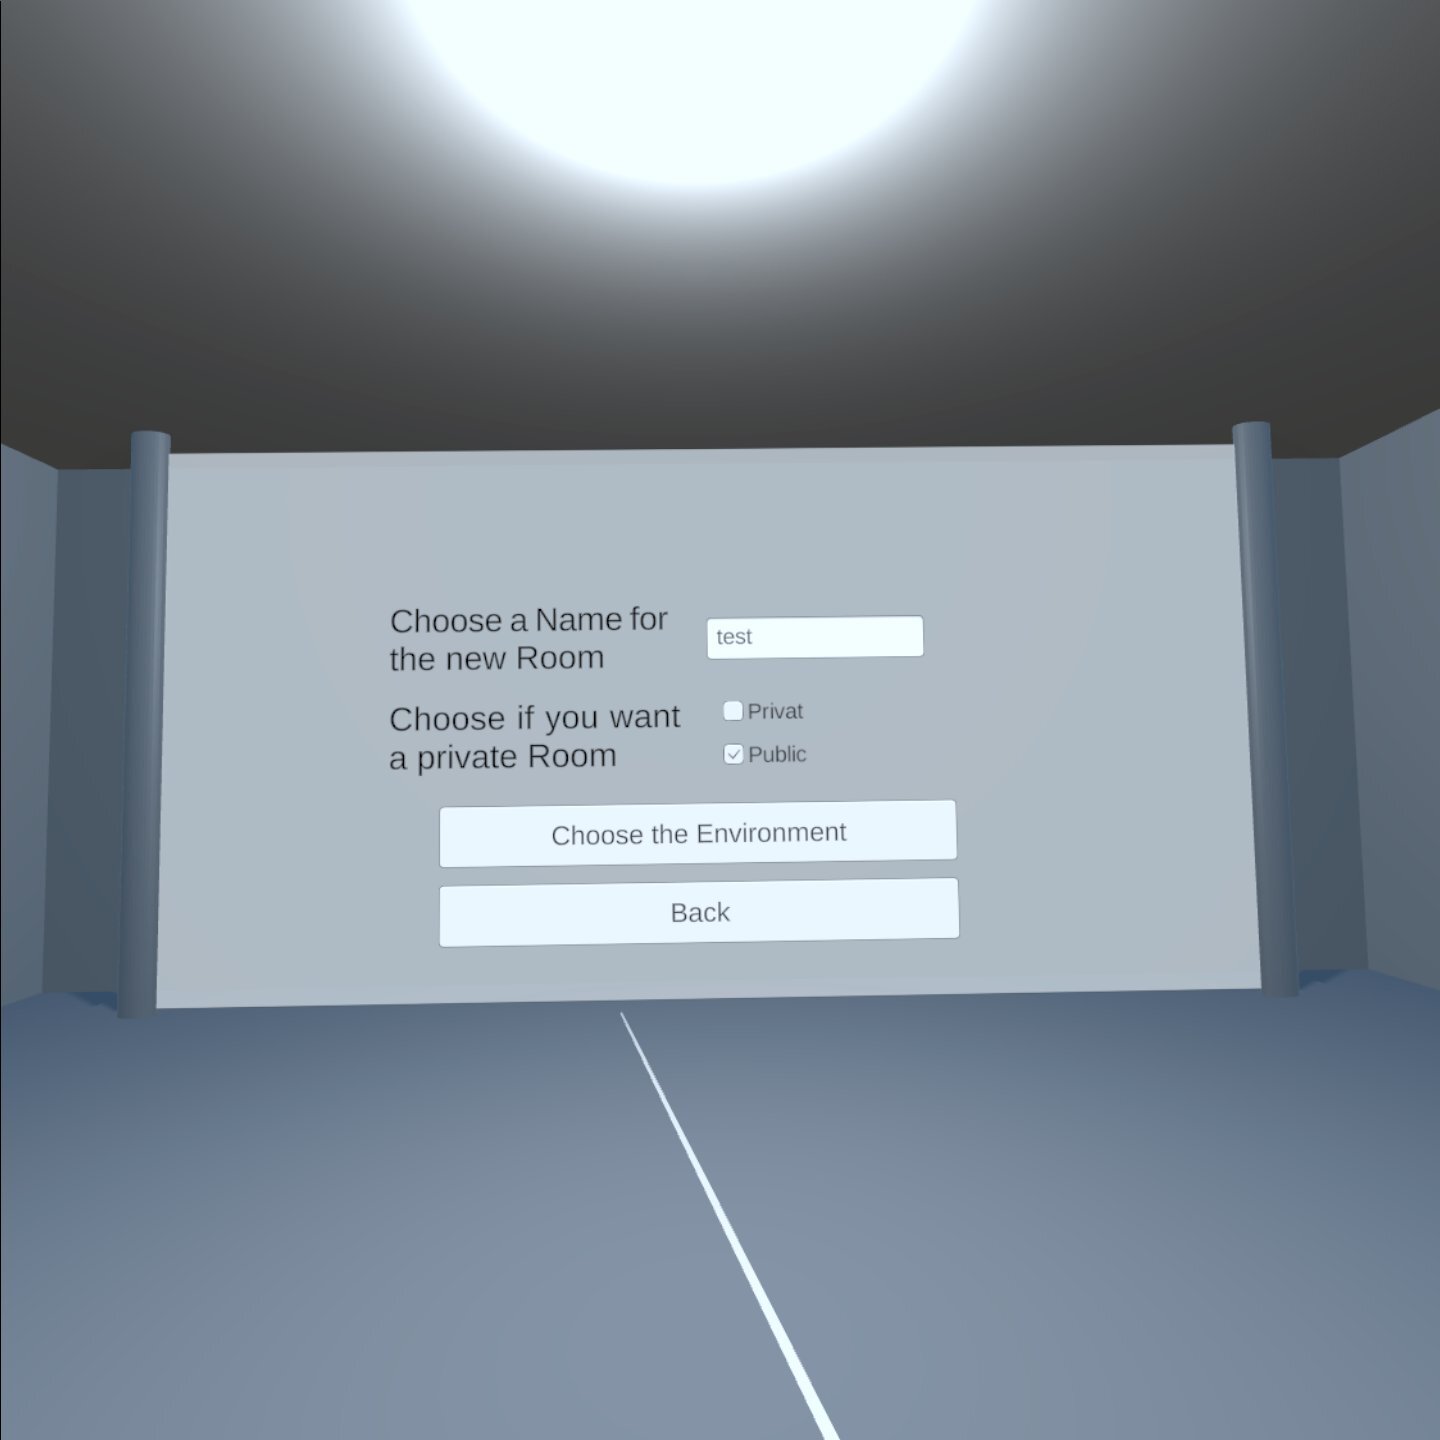 Choose a Name for
the new Room
test
Choose if you want
a private Room
Privat
Public
Choose the Environment
Back